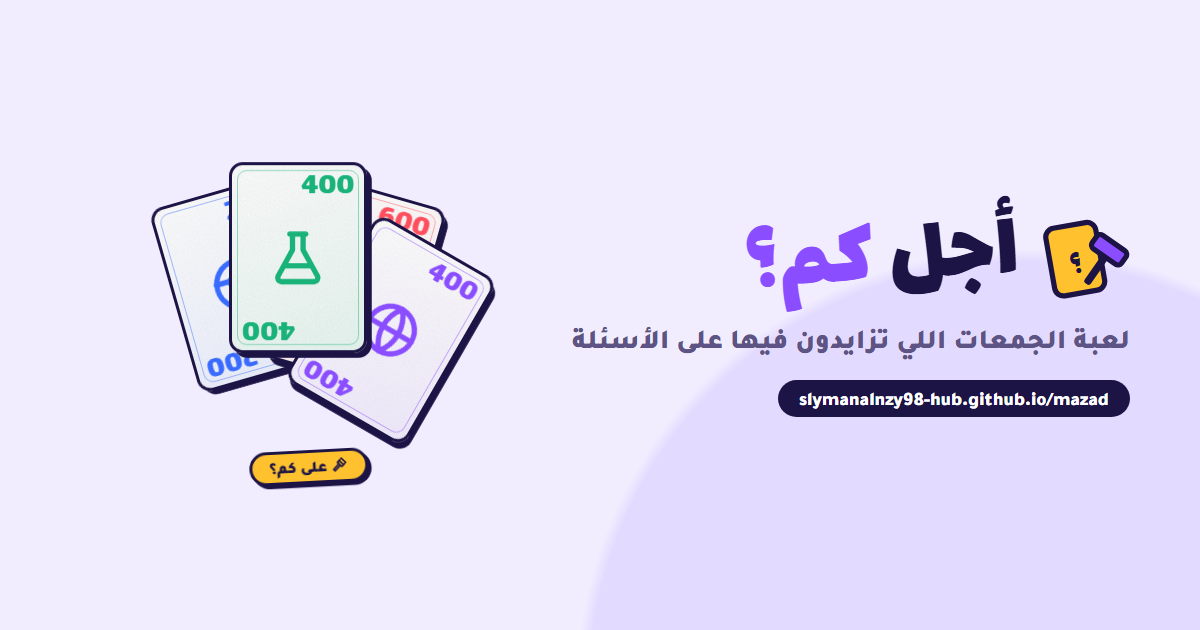 أجل كم؟
؟
لعبة الجمعات اللي تزايدون فيها على الأسئلة
slymanalnzy98-hub.github.io/mazad
400
400
600
400
400
200
على كم؟